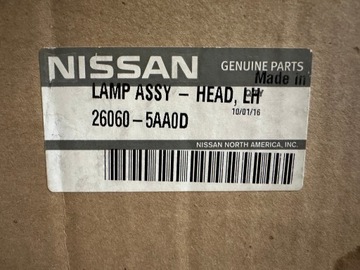 NISSAN GENUINE PARTS
Made in
LAMP ASSY - HEAD, LH
26060-5AA0D
10/01/16
NISSAN NORTH AMERICA, INC.